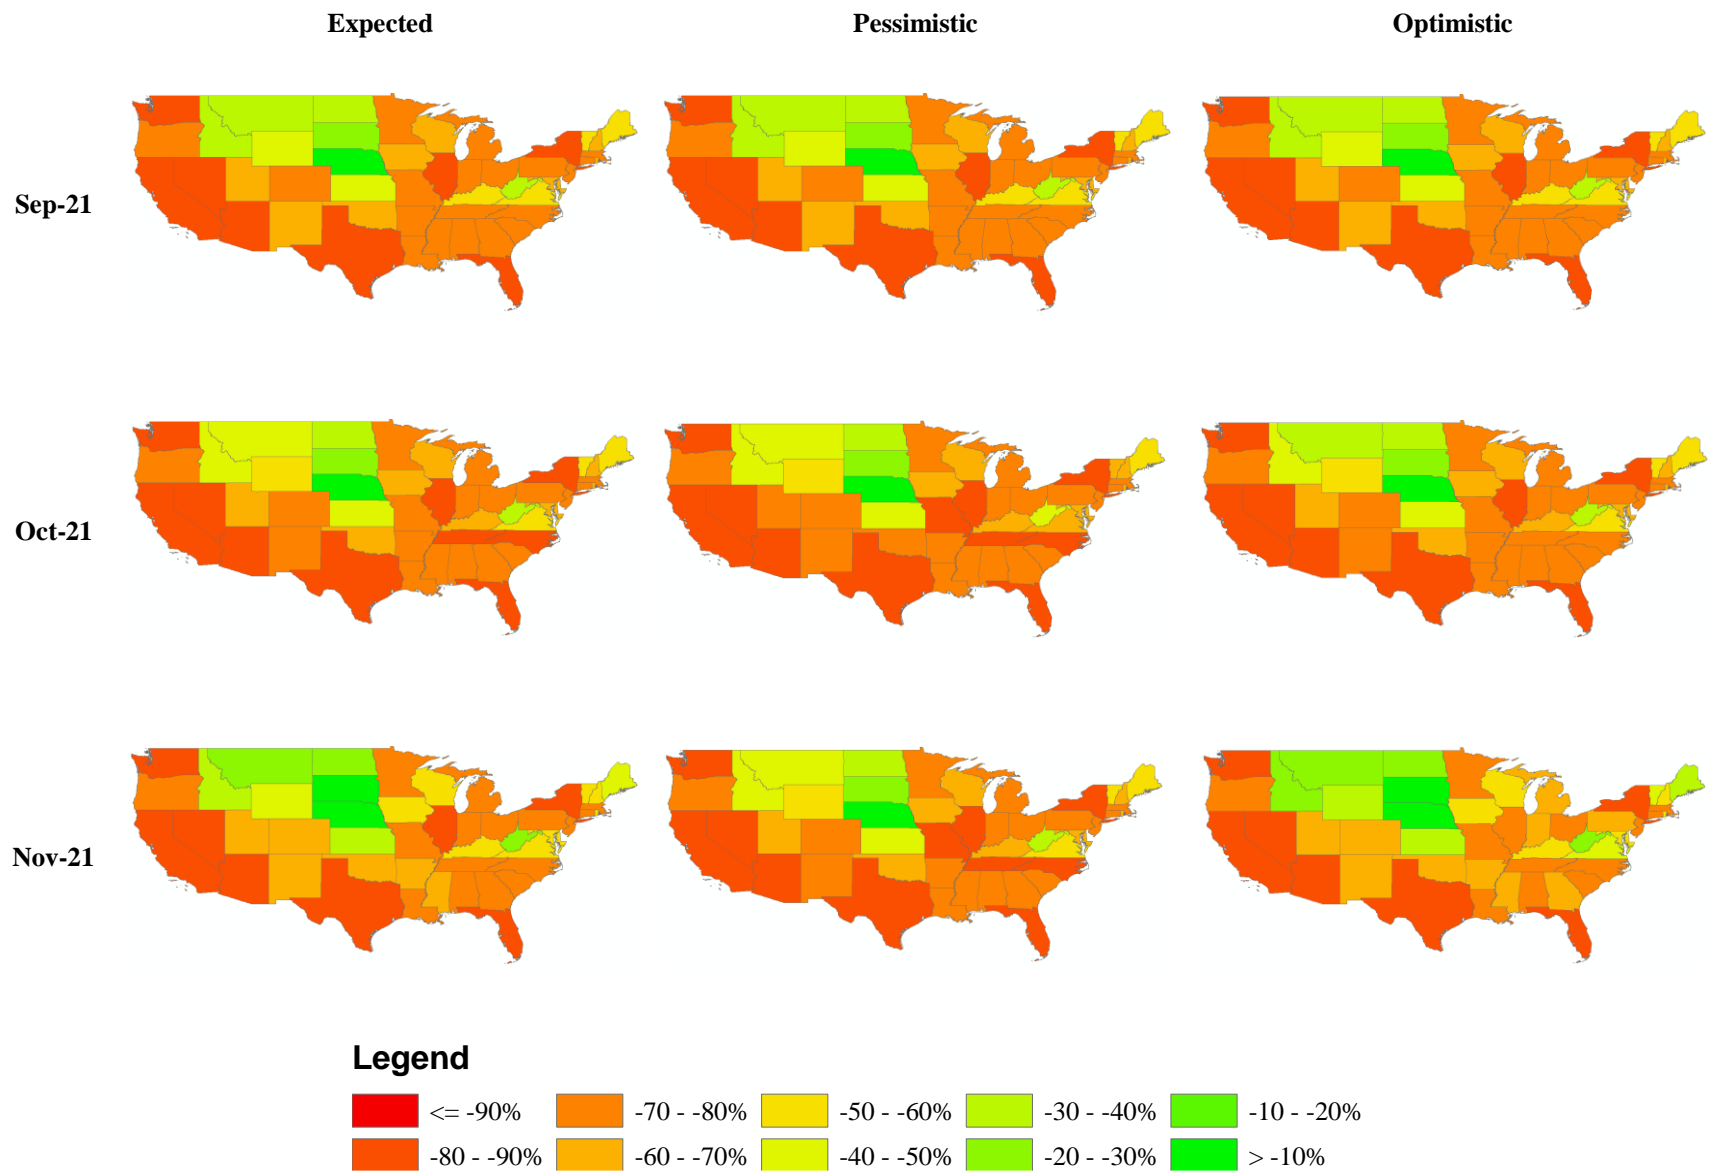 Expected Pessimistic Optimistic
Sep-21
Oct-21
Nov-21
Legend
<= -90% -70 - -80% -50 - -60% -30 - -40% -10 - -20%
-80 - -90% -60 - -70% -40 - -50% -20 - -30% > -10%